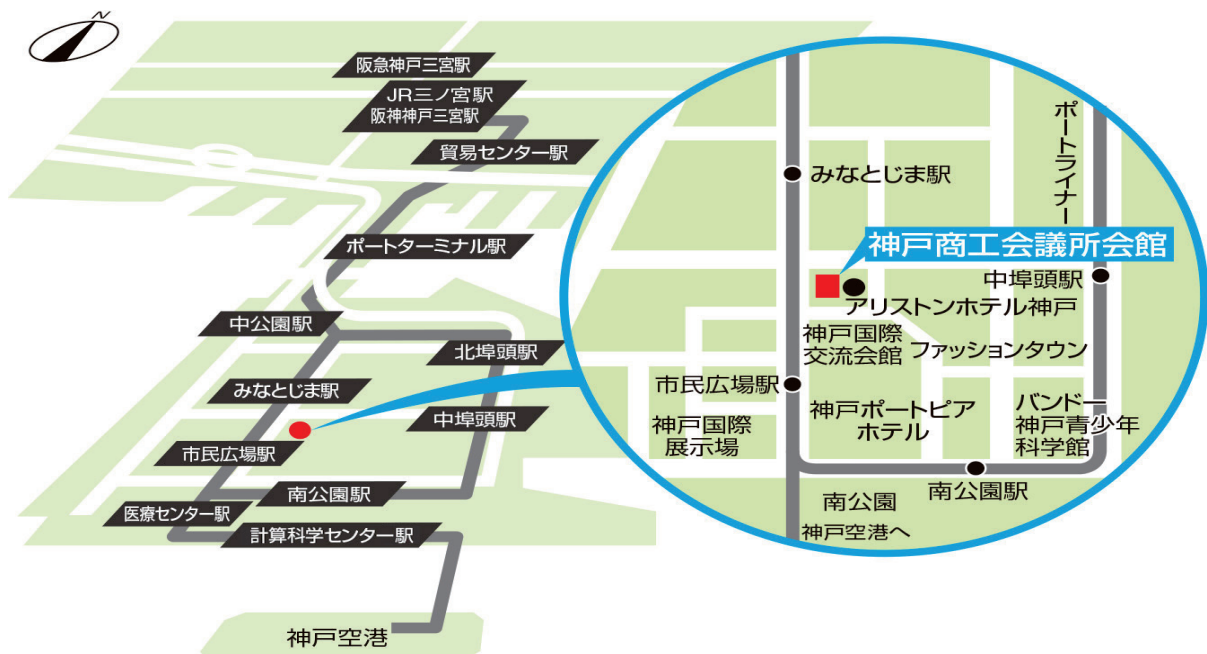 N
阪急神戸三宮駅
JR三ノ宮駅
阪神神戸三宮駅
貿易センター駅
ポートターミナル駅
中公園駅
北埠頭駅
みなとじま駅
中埠頭駅
市民広場駅
南公園駅
医療センター駅
計算科学センター駅
神戸空港
ポートライナー
みなとじま駅
神戸商工会議所会館
中埠頭駅
アリストンホテル神戸
神戸国際
交流会館
ファッションタウン
市民広場駅
神戸国際
展示場
神戸ポートピア
ホテル
バンドー
神戸青少年
科学館
南公園駅
南公園
神戸空港へ